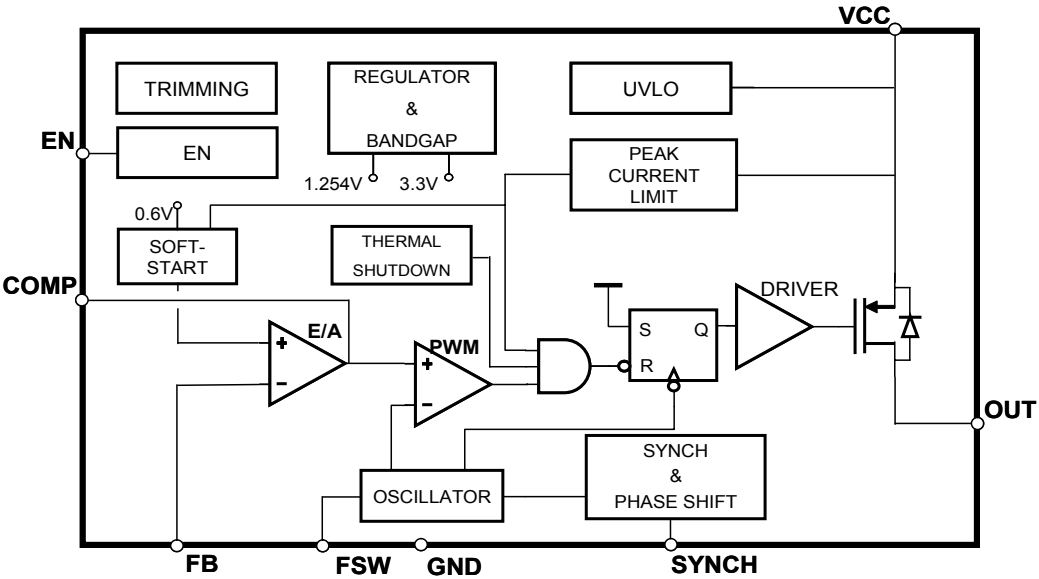 VCC
TRIMMING
REGULATOR
&
BANDGAP
UVLO
EN
EN
PEAK
CURRENT
LIMIT
1.254V
3.3V
0.6V
SOFT-
START
THERMAL
SHUTDOWN
COMP
E/A
+
−
PWM
+
−
S
Q
R
DRIVER
OUT
OSCILLATOR
SYNCH
&
PHASE SHIFT
FB
FSW
GND
SYNCH